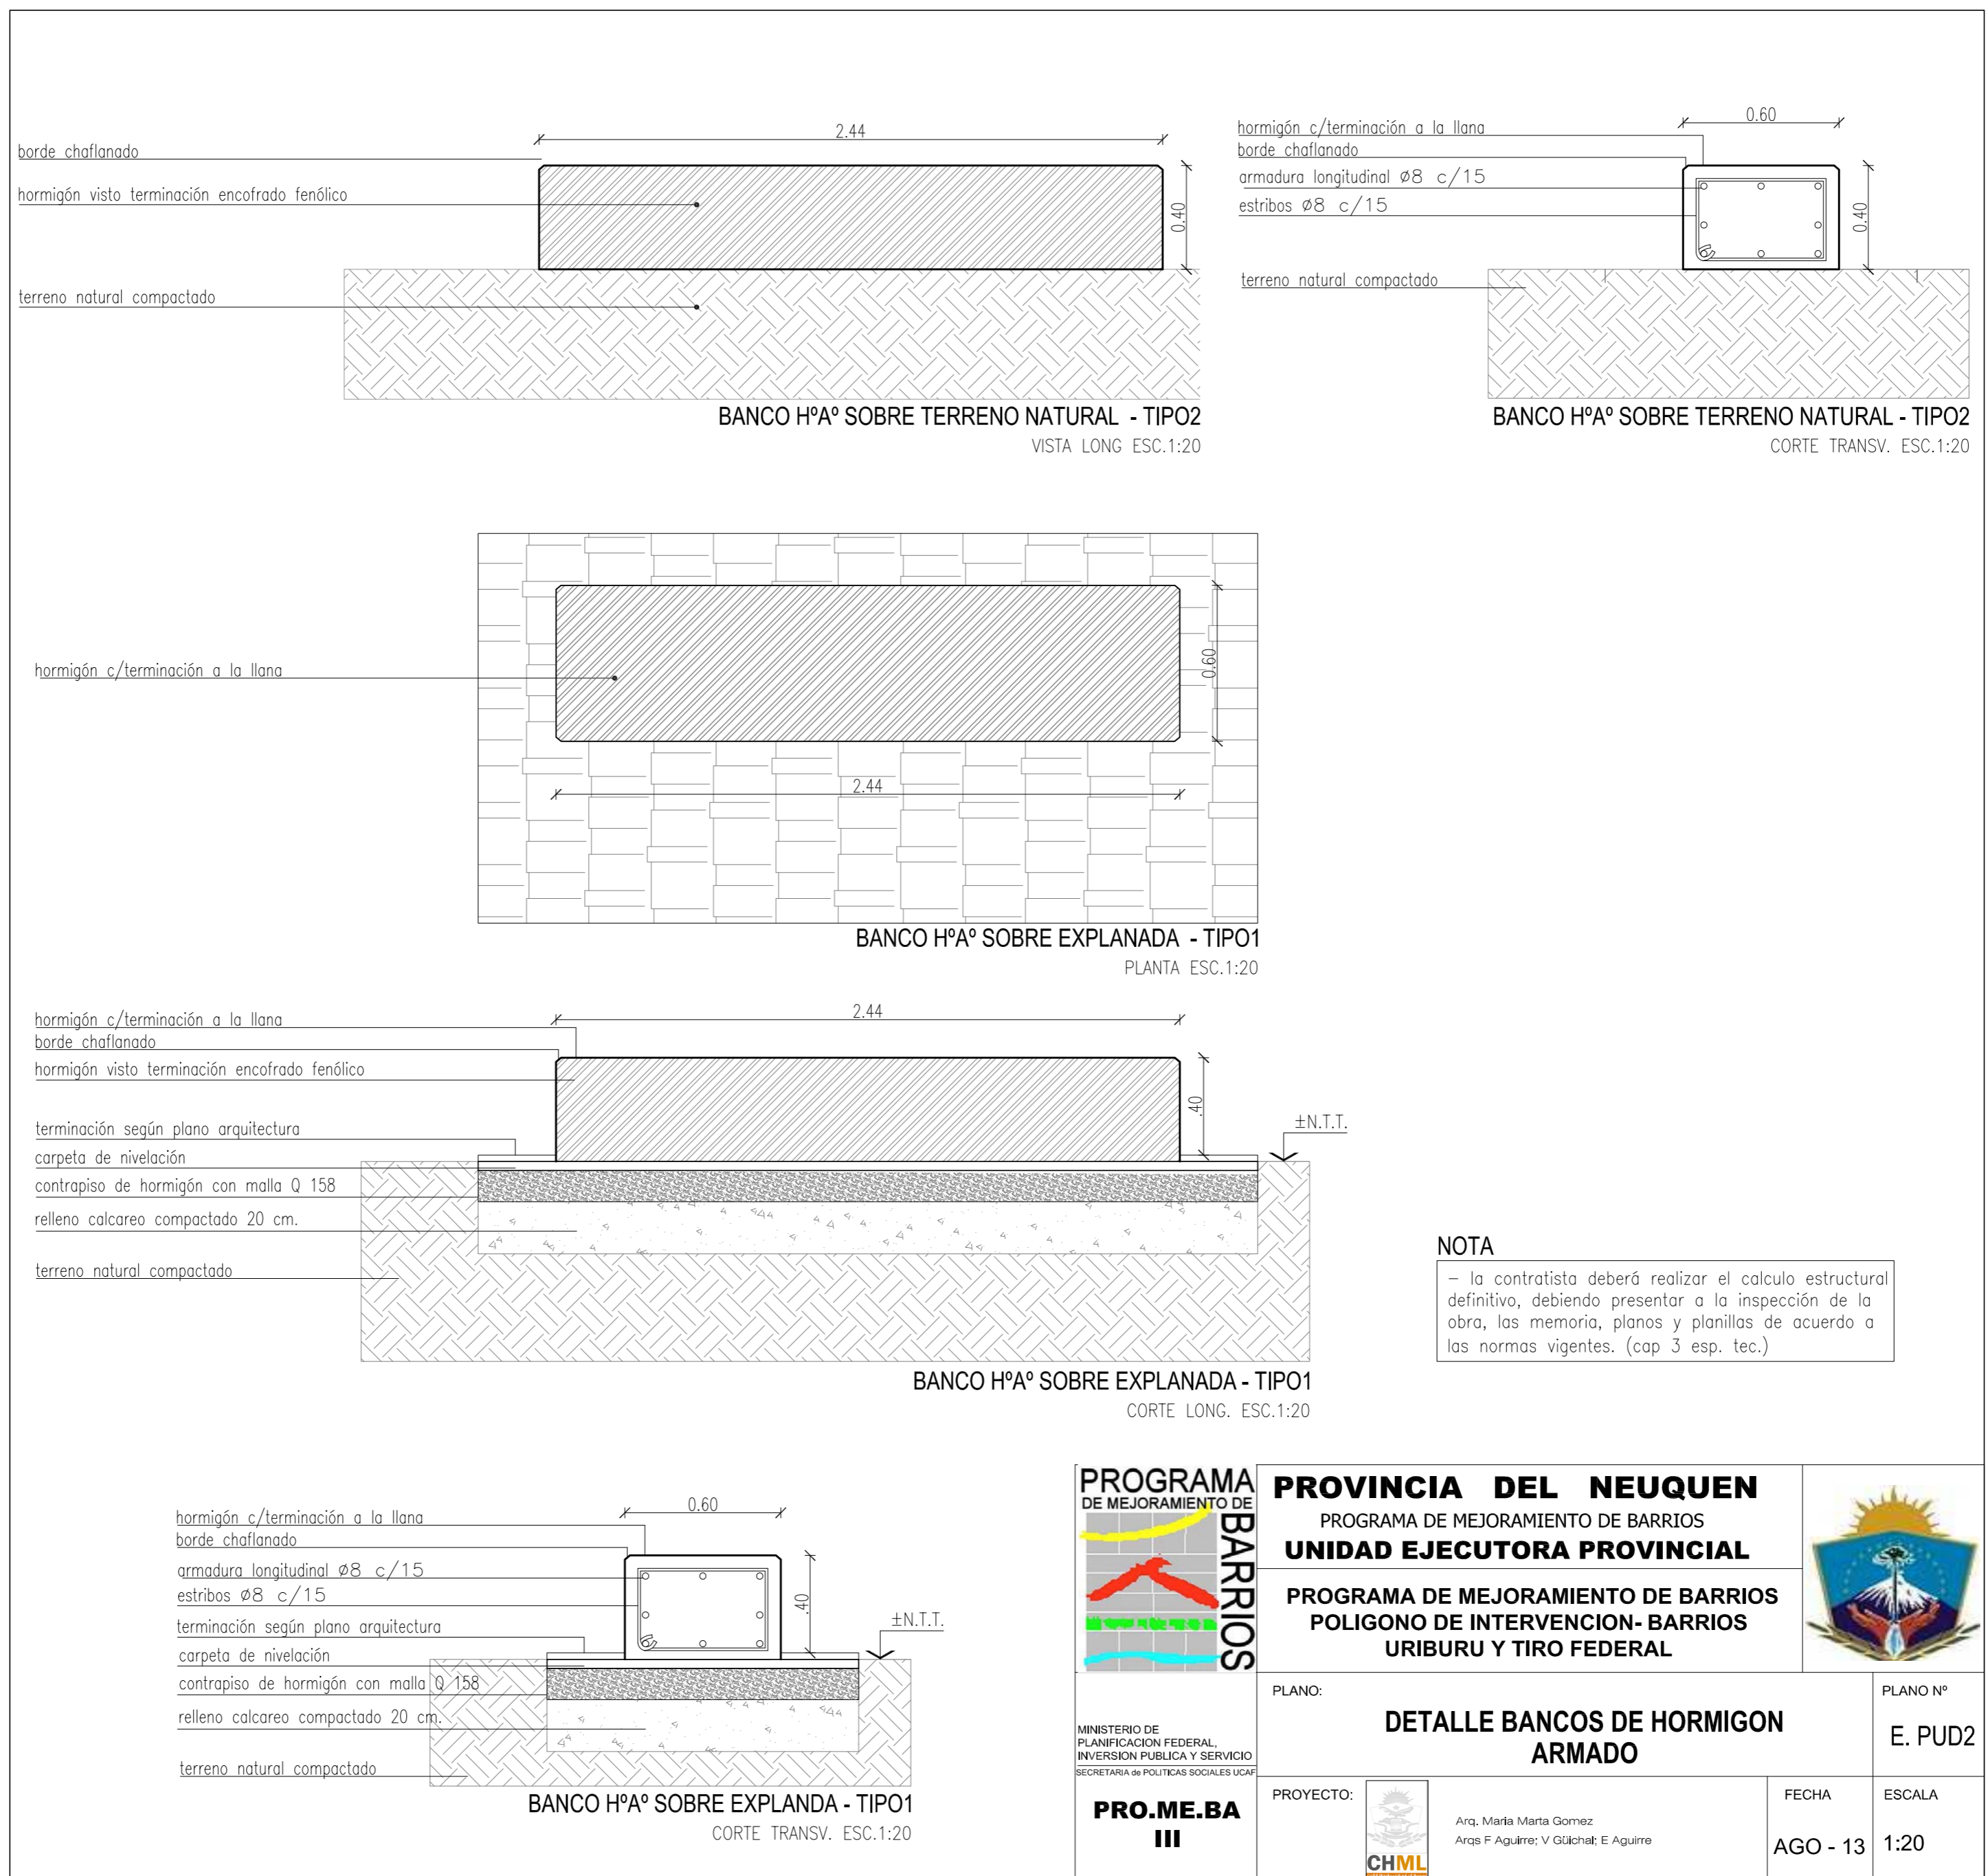 2.44
borde chaflanado
hormigón visto terminación encofrado fenólico
0.40
terreno natural compactado
BANCO HºAº SOBRE TERRENO NATURAL - TIPO2
VISTA LONG ESC.1:20
0.60
hormigón c/terminación a la llana
borde chaflanado
armadura longitudinal ø8 c/15
estribos ø8 c/15
0.40
terreno natural compactado
BANCO HºAº SOBRE TERRENO NATURAL - TIPO2
CORTE TRANSV. ESC.1:20
hormigón c/terminación a la llana
0.60
2.44
BANCO HºAº SOBRE EXPLANADA - TIPO1
PLANTA ESC.1:20
2.44
hormigón c/terminación a la llana
borde chaflanado
hormigón visto terminación encofrado fenólico
.40
±N.T.T.
terminación según plano arquitectura
carpeta de nivelación
contrapiso de hormigón con malla Q 158
relleno calcareo compactado 20 cm.
terreno natural compactado
BANCO HºAº SOBRE EXPLANADA - TIPO1
CORTE LONG. ESC.1:20
NOTA
– la contratista deberá realizar el calculo estructural
definitivo, debiendo presentar a la inspección de la
obra, las memoria, planos y planillas de acuerdo a
las normas vigentes. (cap 3 esp. tec.)
0.60
hormigón c/terminación a la llana
borde chaflanado
armadura longitudinal ø8 c/15
estribos ø8 c/15
.40
±N.T.T.
terminación según plano arquitectura
carpeta de nivelación
contrapiso de hormigón con malla Q 158
relleno calcareo compactado 20 cm.
terreno natural compactado
BANCO HºAº SOBRE EXPLANDA - TIPO1
CORTE TRANSV. ESC.1:20
PROGRAMA
DE MEJORAMIENTO DE
BARRIOS
PROVINCIA DEL NEUQUEN
PROGRAMA DE MEJORAMIENTO DE BARRIOS
UNIDAD EJECUTORA PROVINCIAL
PROGRAMA DE MEJORAMIENTO DE BARRIOS
POLIGONO DE INTERVENCION- BARRIOS
URIBURU Y TIRO FEDERAL
MINISTERIO DE
PLANIFICACION FEDERAL,
INVERSION PUBLICA Y SERVICIO
SECRETARIA de POLITICAS SOCIALES UCAF
PRO.ME.BA
III
PLANO:
DETALLE BANCOS DE HORMIGON
ARMADO
PLANO Nº
E. PUD2
PROYECTO:
CHML
Arq. Maria Marta Gomez
Arqs F Aguirre; V Güichal; E Aguirre
FECHA
AGO - 13
ESCALA
1:20